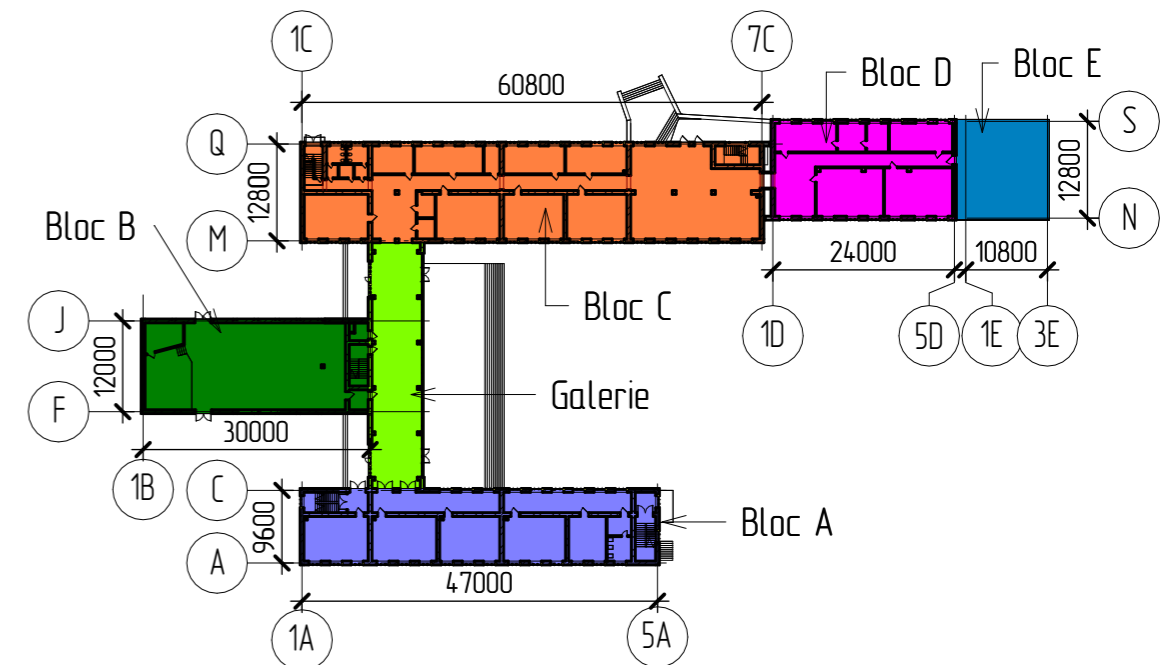 1C
7C
60800
Bloc D
Bloc E
Q
S
12800
12800
M
N
Bloc B
24000
10800
Bloc C
J
1D
5D
1E
3E
12000
Galerie
F
30000
1B
C
Bloc A
9600
A
47000
1A
5A